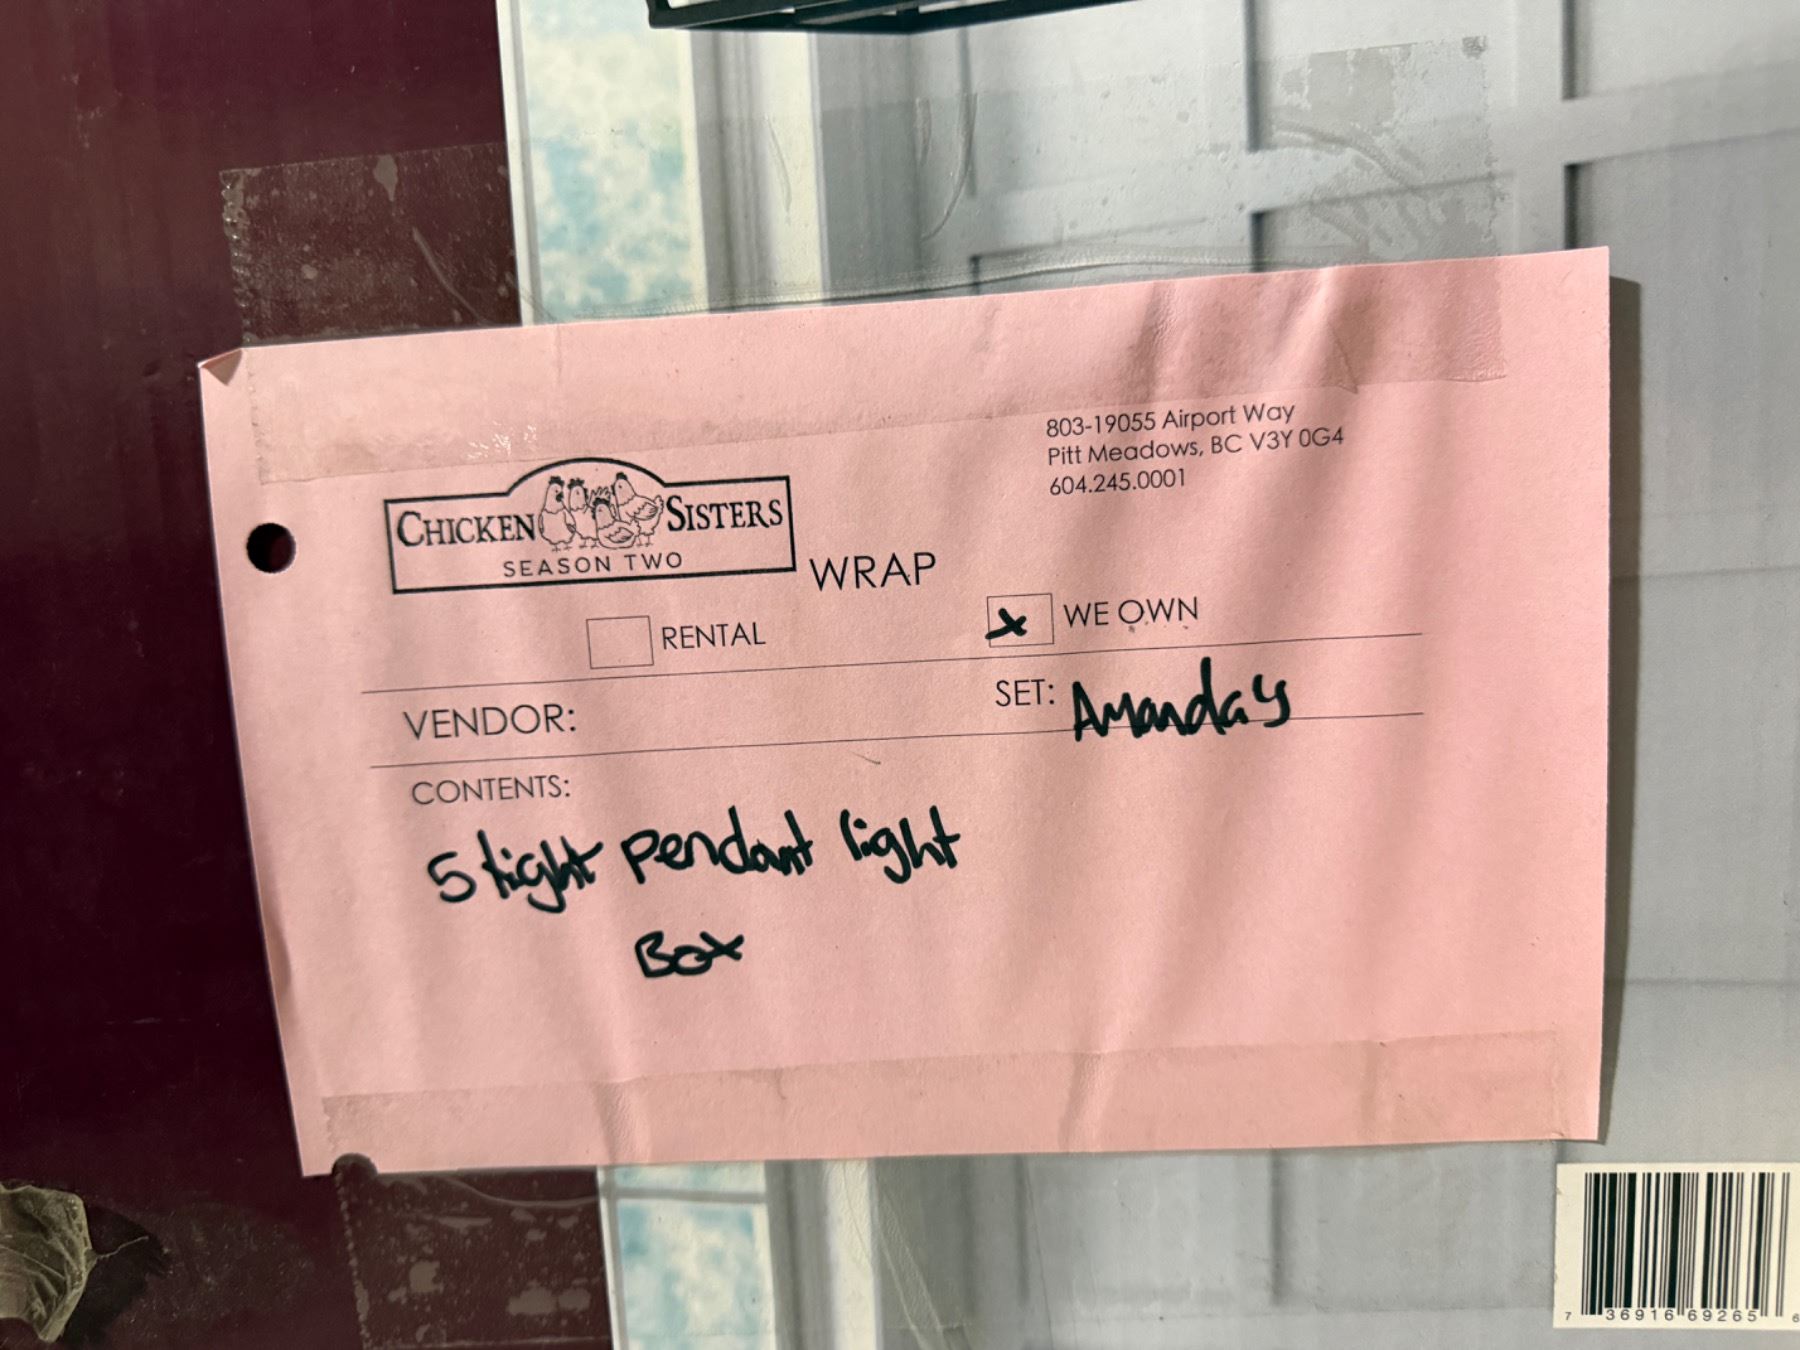 803-19055 Airport Way
Pitt Meadows, BC V3Y 0G4
604.245.0001
CHICKEN SISTERS
SEASON TWO
WRAP
RENTAL
x WE OWN
VENDOR:
SET: Amandas
CONTENTS:
5 light pendant light
Box
7 36916 69265 6